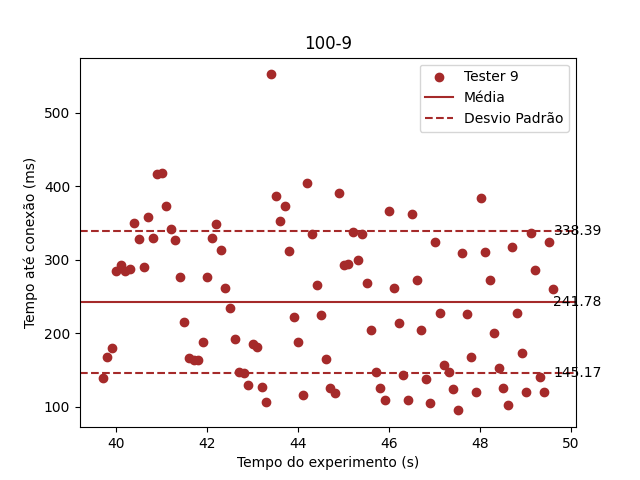 100-9
Tester 9
Média
Desvio Padrão
Tempo até conexão (ms)
500
400
300
200
100
338.39
241.78
145.17
40 42 44 46 48 50
Tempo do experimento (s)